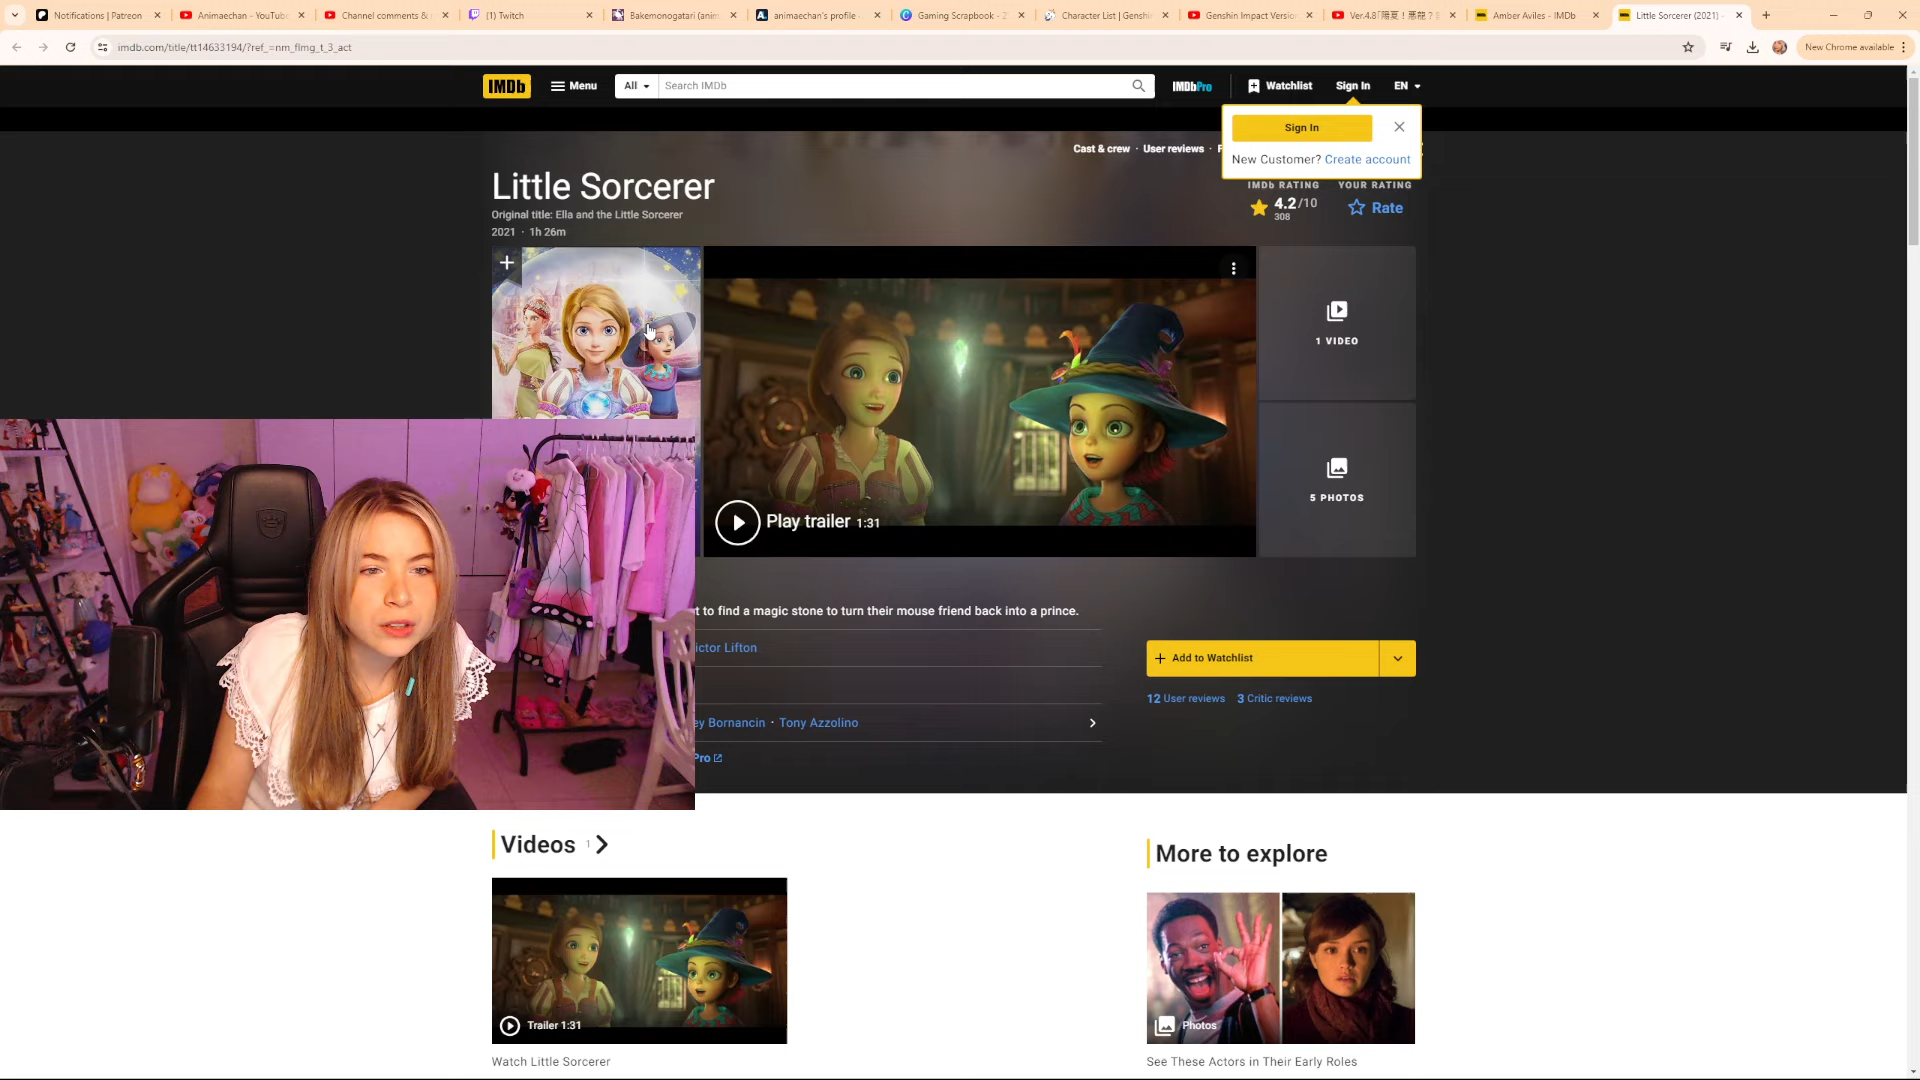 Notifications | Patreon
Animaechan - YouTube
Channel comments &
(1) Twitch
Bakemonogatari (anim
animaechan's profile -
Gaming Scrapbook - 2
Character List | Genshin
Genshin Impact Version
Amber Aviles - IMDb
Little Sorcerer (2021) -
imdb.com/title/tt14633194/?ref_=nm_flmg_t_3_act
New Chrome available
IMDb
Menu
All
Search IMDb
IMDbPro
Watchlist
Sign In
EN
Sign In
New Customer? Create account
Cast & crew · User reviews ·
Little Sorcerer
Original title: Ella and the Little Sorcerer
2021 · 1h 26m
IMDb RATING
4.2/10
308
YOUR RATING
Rate
Play trailer 1:31
1 VIDEO
5 PHOTOS
t to find a magic stone to turn their mouse friend back into a prince.
ictor Lifton
ey Bornancin · Tony Azzolino
Pro
Add to Watchlist
12 User reviews 3 Critic reviews
Videos 1
Trailer 1:31
Watch Little Sorcerer
More to explore
Photos
See These Actors in Their Early Roles